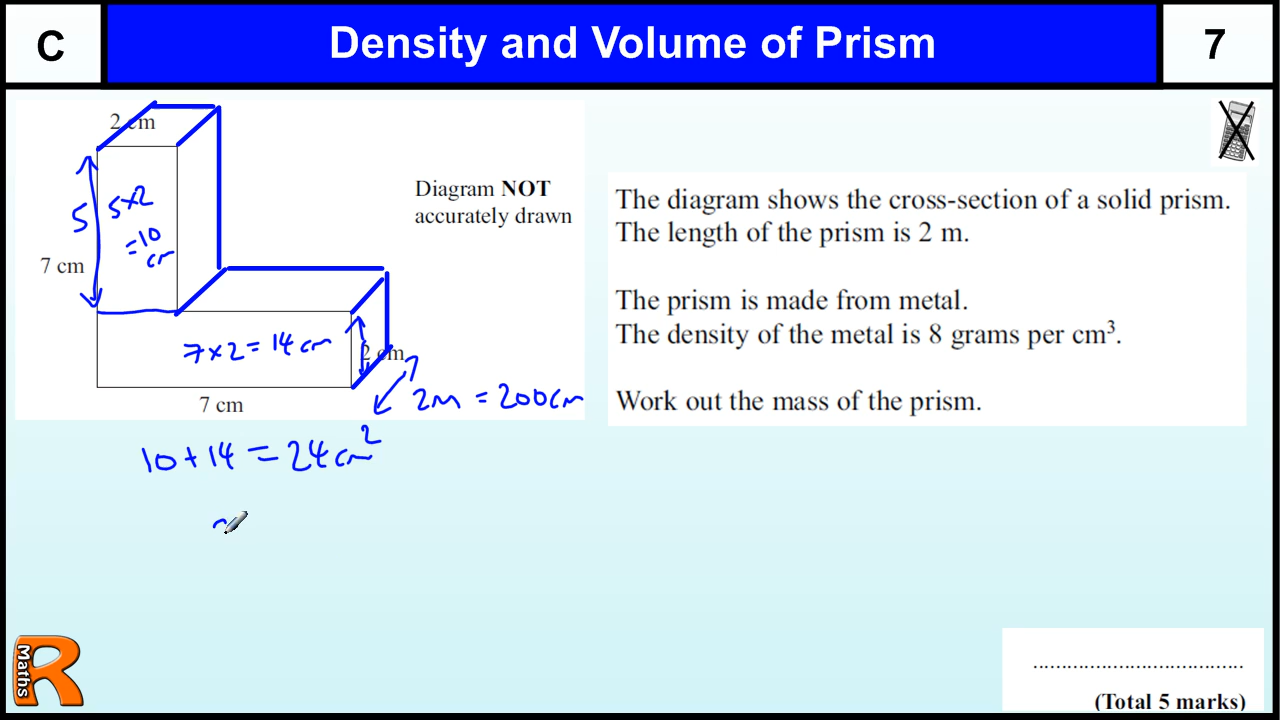 C
Density and Volume of Prism
7
2 cm
5
5×2
=10
cm
7 cm
Diagram NOT
accurately drawn
7×2=14cm
2 cm
7 cm
2M = 200cm
10+14 = 24cm²
The diagram shows the cross-section of a solid prism.
The length of the prism is 2 m.
The prism is made from metal.
The density of the metal is 8 grams per cm³.
Work out the mass of the prism.
R
Maths
......................................
(Total 5 marks)